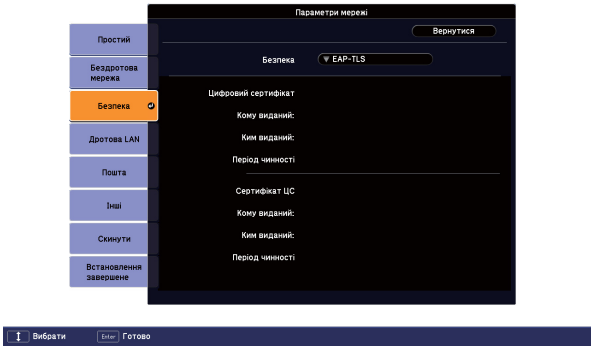 Параметри мережі
Вернутися
Простий
Бездротова
мережа
Безпека
Дротова LAN
Пошта
Інші
Скинути
Встановлення
завершене
Безпека EAP-TLS
Цифровий сертифікат
Кому виданий:
Ким виданий:
Період чинності
Сертифікат ЦС
Кому виданий:
Ким виданий:
Період чинності
Вибрати Enter Готово